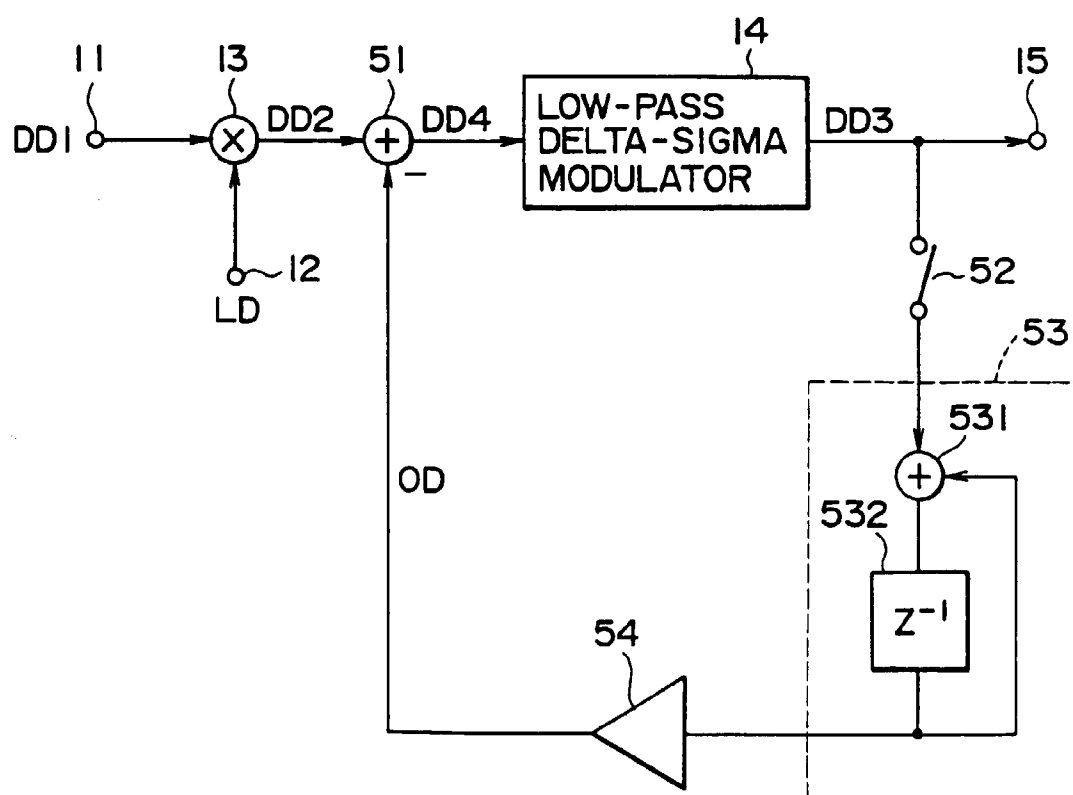 11
13
51
14
15
DD1
×
DD2
+
DD4
LOW-PASS
DELTA-SIGMA
MODULATOR
DD3
−
12
LD
52
53
531
+
OD
532
Z⁻¹
54